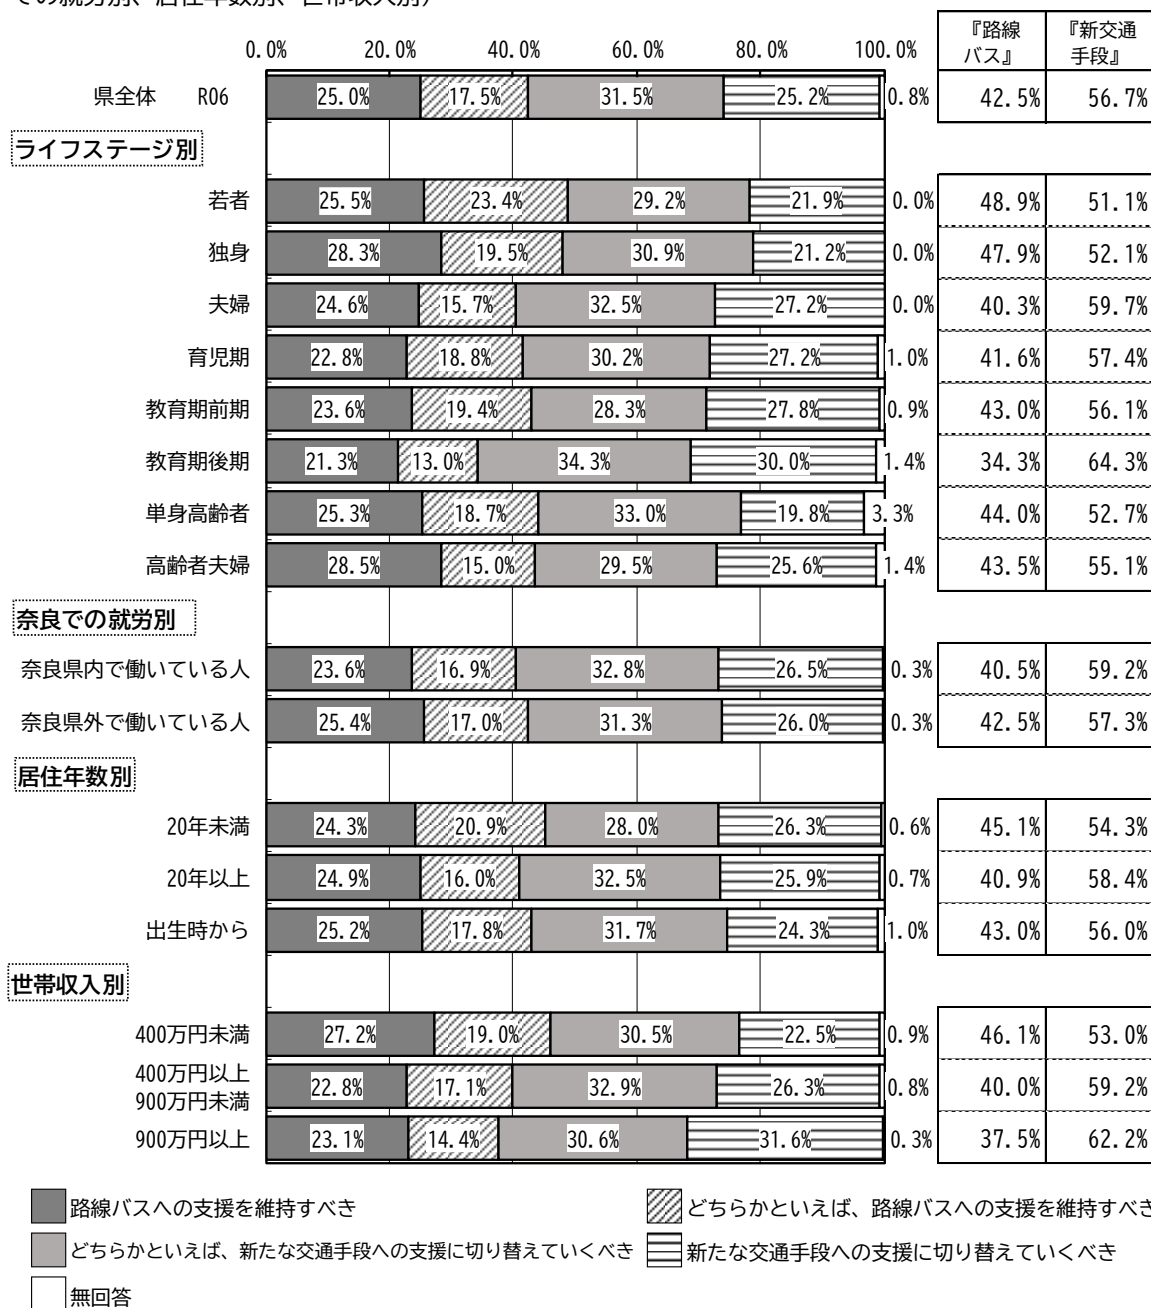 での就労別、居住年数別、世帯収入別）
『路線バス』 『新交通手段』
0.0% 20.0% 40.0% 60.0% 80.0% 100.0%
県全体 R06 25.0% 17.5% 31.5% 25.2% 0.8% 42.5% 56.7%
ライフステージ別
若者 25.5% 23.4% 29.2% 21.9% 0.0% 48.9% 51.1%
独身 28.3% 19.5% 30.9% 21.2% 0.0% 47.9% 52.1%
夫婦 24.6% 15.7% 32.5% 27.2% 0.0% 40.3% 59.7%
育児期 22.8% 18.8% 30.2% 27.2% 1.0% 41.6% 57.4%
教育期前期 23.6% 19.4% 28.3% 27.8% 0.9% 43.0% 56.1%
教育期後期 21.3% 13.0% 34.3% 30.0% 1.4% 34.3% 64.3%
単身高齢者 25.3% 18.7% 33.0% 19.8% 3.3% 44.0% 52.7%
高齢者夫婦 28.5% 15.0% 29.5% 25.6% 1.4% 43.5% 55.1%
奈良での就労別
奈良県内で働いている人 23.6% 16.9% 32.8% 26.5% 0.3% 40.5% 59.2%
奈良県外で働いている人 25.4% 17.0% 31.3% 26.0% 0.3% 42.5% 57.3%
居住年数別
20年未満 24.3% 20.9% 28.0% 26.3% 0.6% 45.1% 54.3%
20年以上 24.9% 16.0% 32.5% 25.9% 0.7% 40.9% 58.4%
出生時から 25.2% 17.8% 31.7% 24.3% 1.0% 43.0% 56.0%
世帯収入別
400万円未満 27.2% 19.0% 30.5% 22.5% 0.9% 46.1% 53.0%
400万円以上
900万円未満 22.8% 17.1% 32.9% 26.3% 0.8% 40.0% 59.2%
900万円以上 23.1% 14.4% 30.6% 31.6% 0.3% 37.5% 62.2%
路線バスへの支援を維持すべき どちらかといえば、路線バスへの支援を維持すべき
どちらかといえば、新たな交通手段への支援に切り替えていくべき 新たな交通手段への支援に切り替えていくべき
無回答